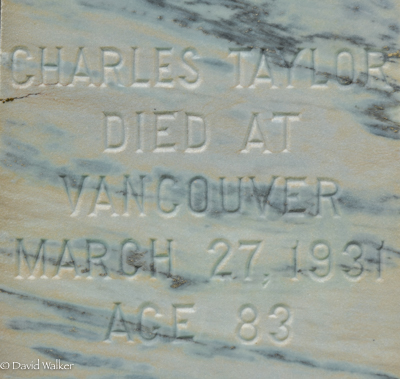 CHARLES TAYLOR
DIED AT
VANCOUVER
MARCH 27, 1931
AGE 83
© David Walker